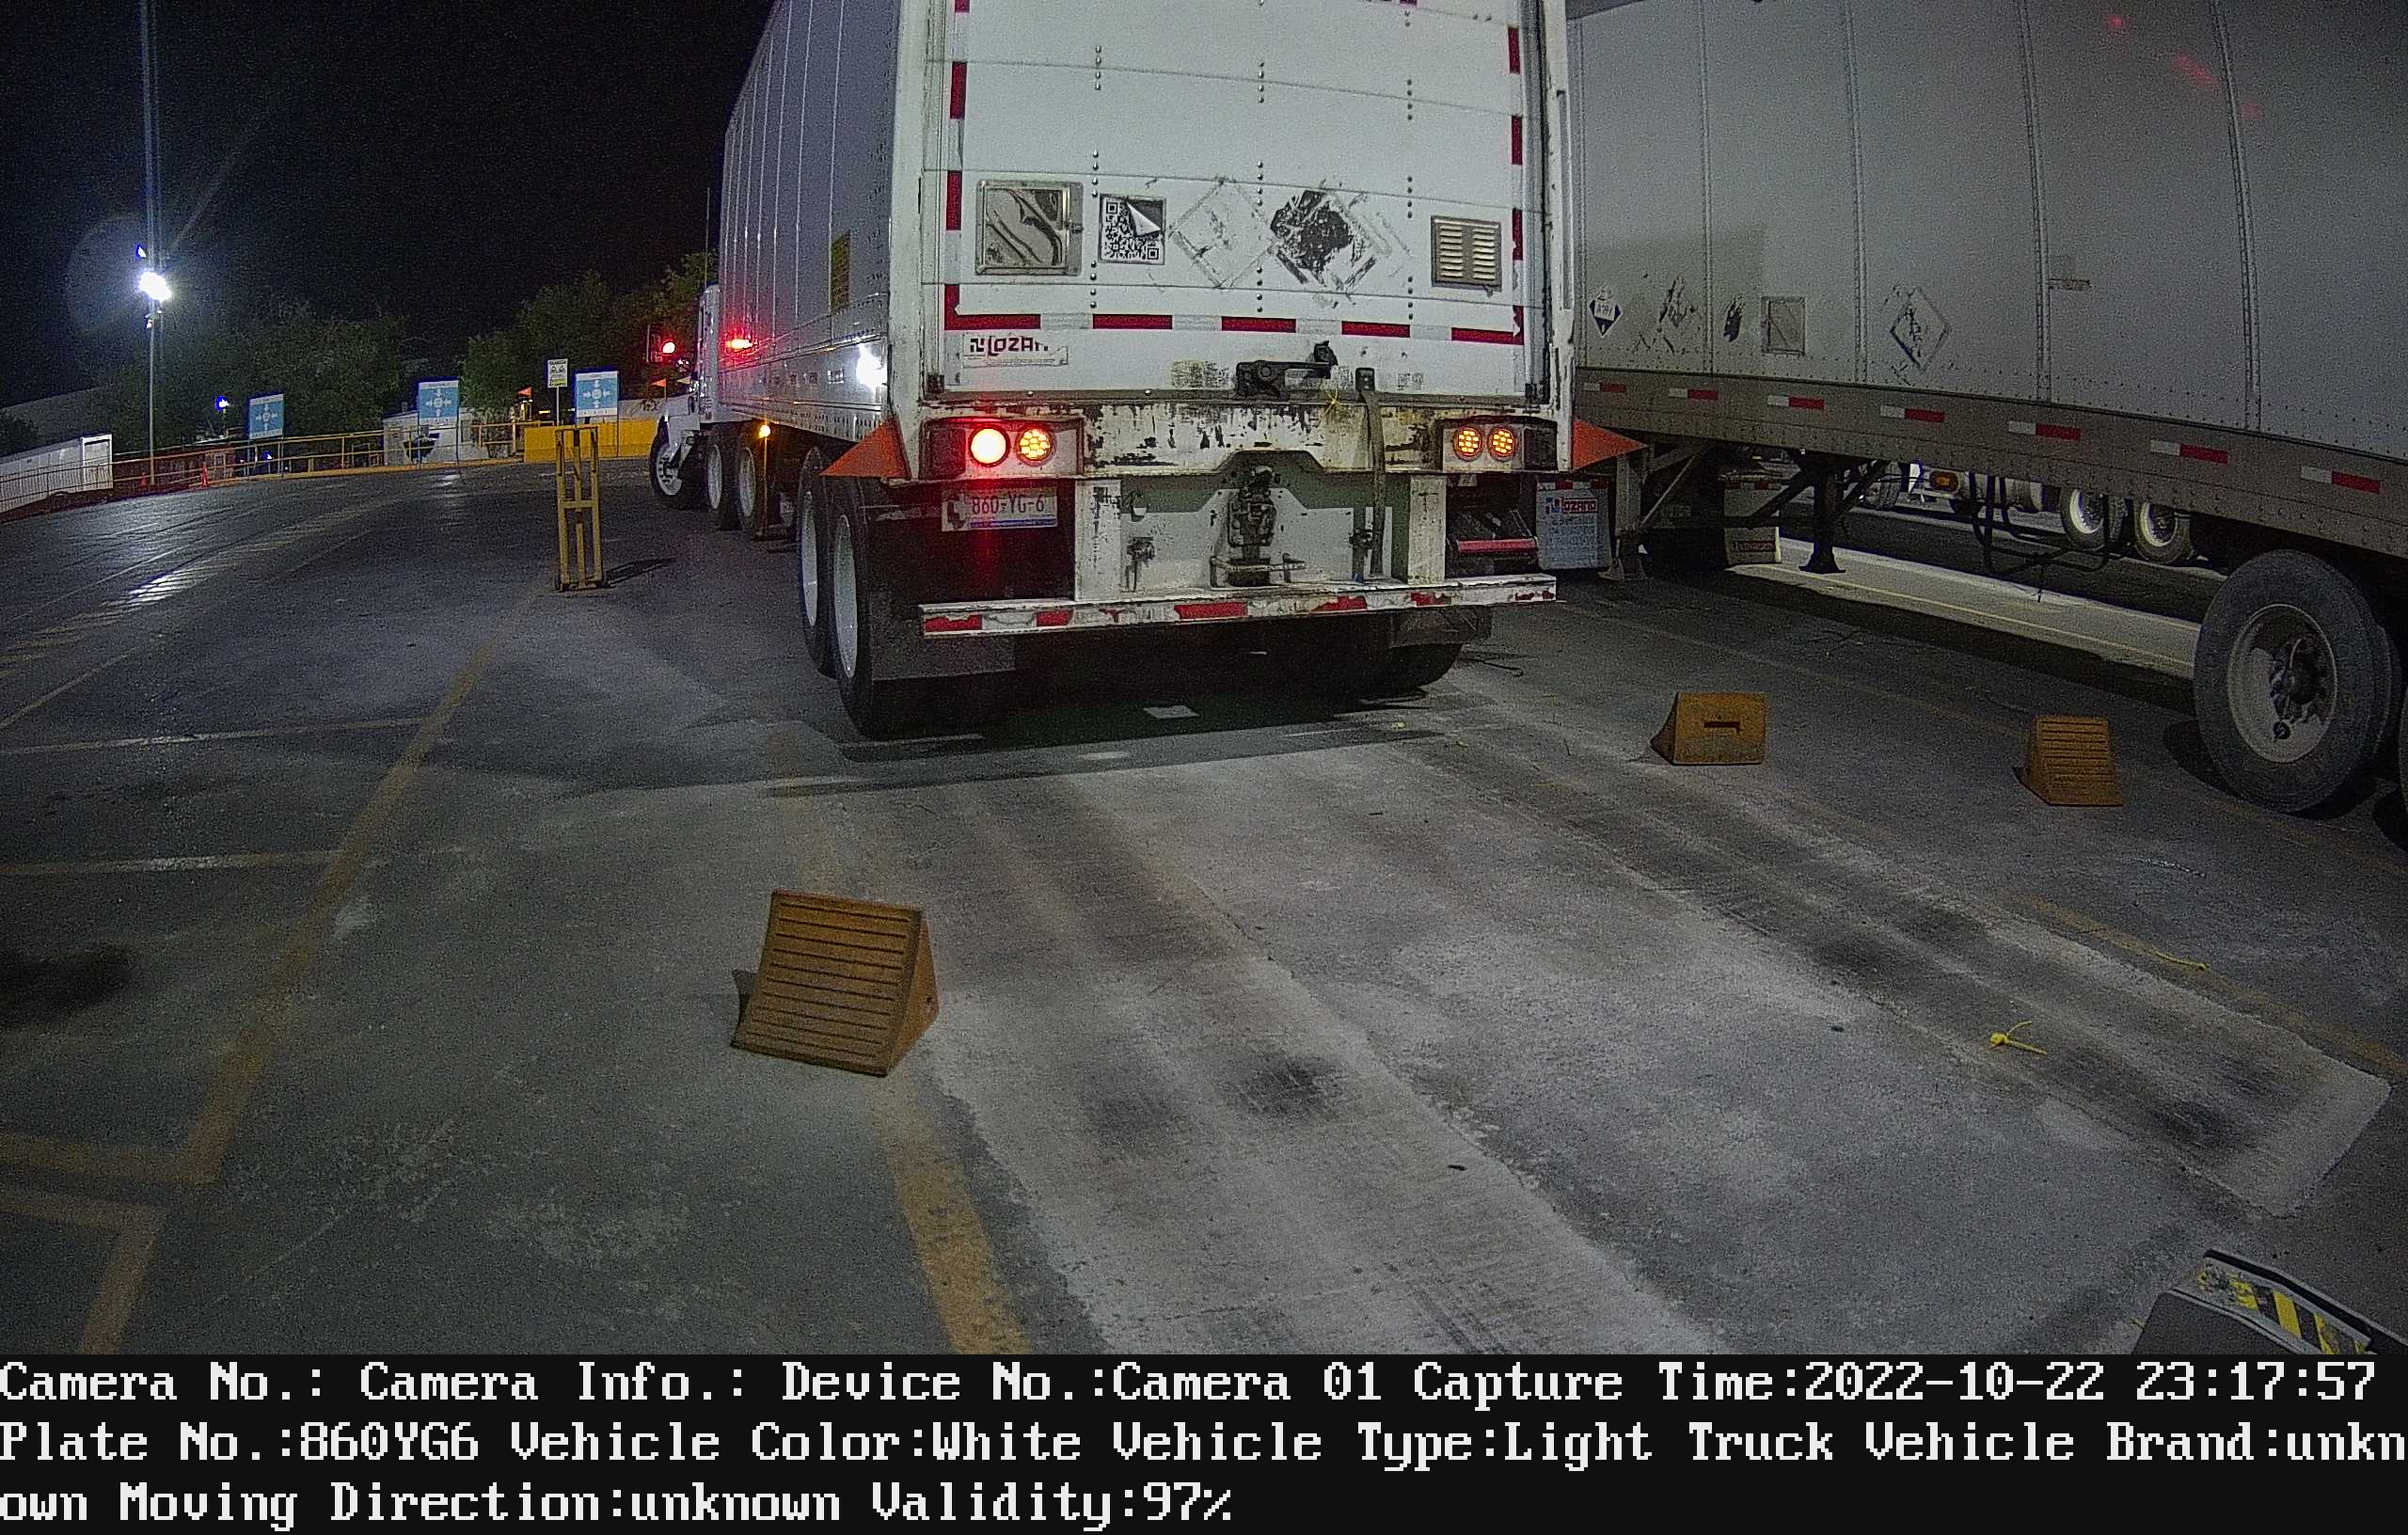 LOZANO
860-YG-6
LOZANO
Camera No.: Camera Info.: Device No.:Camera 01 Capture Time:2022-10-22 23:17:57
Plate No.:860YG6 Vehicle Color:White Vehicle Type:Light Truck Vehicle Brand:unkn
own Moving Direction:unknown Validity:97%